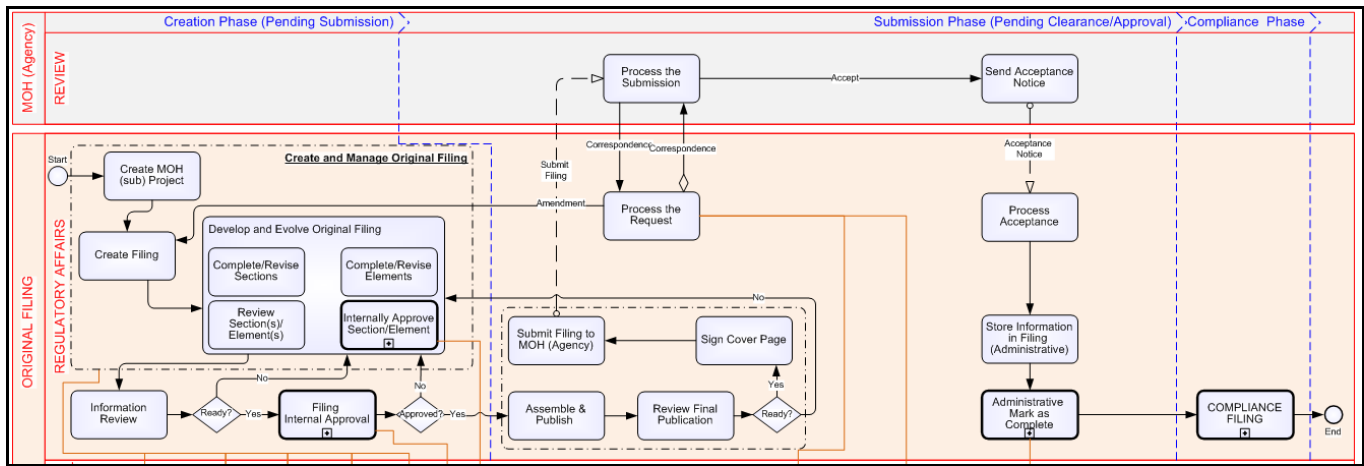 Creation Phase (Pending Submission)
Submission Phase (Pending Clearance/Approval)
Compliance Phase
MOH (Agency)
REVIEW
Process the
Submission
Accept
Send Acceptance
Notice
Correspondence
Correspondence
Submit
Filing
Acceptance
Notice
ORIGINAL FILING
REGULATORY AFFAIRS
Start
Create and Manage Original Filing
Create MOH
(sub) Project
Amendment
Process the
Request
Process
Acceptance
Create Filing
Develop and Evolve Original Filing
Complete/Revise
Sections
Complete/Revise
Elements
Review
Section(s)/
Element(s)
Internally Approve
Section/Element
No
Submit Filing to
MOH (Agency)
Sign Cover Page
Store Information
in Filing
(Administrative)
No
No
Yes
Information
Review
Ready?
Yes
Filing
Internal Approval
Approved?
Yes
Assemble &
Publish
Review Final
Publication
Ready?
Administrative
Mark as
Complete
COMPLIANCE
FILING
End